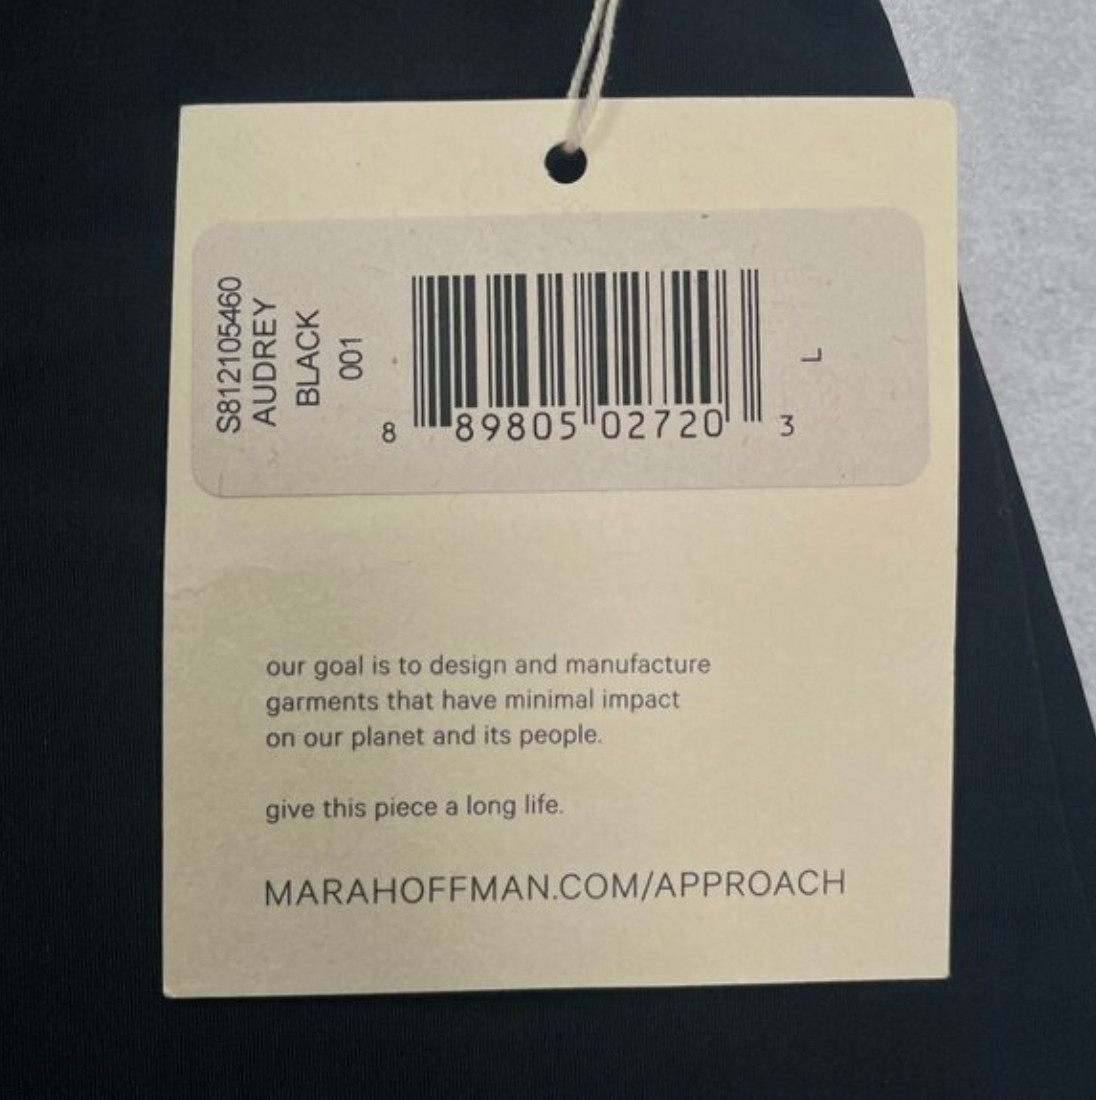 S812105460
AUDREY
BLACK
001
8 89805 02720 3
L
our goal is to design and manufacture
garments that have minimal impact
on our planet and its people.
give this piece a long life.
MARAHOFFMAN.COM/APPROACH